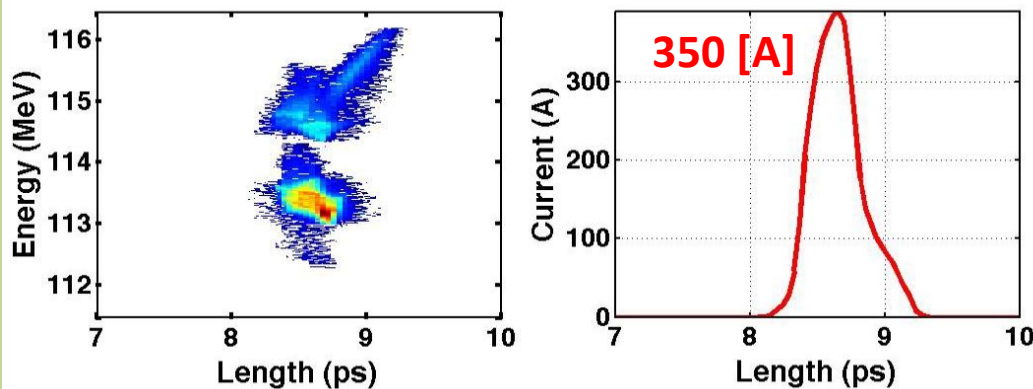 116
115
114
113
112
Energy (MeV)
7 8 9 10
Length (ps)
350 [A]
300
200
100
0
Current (A)
7 8 9 10
Length (ps)